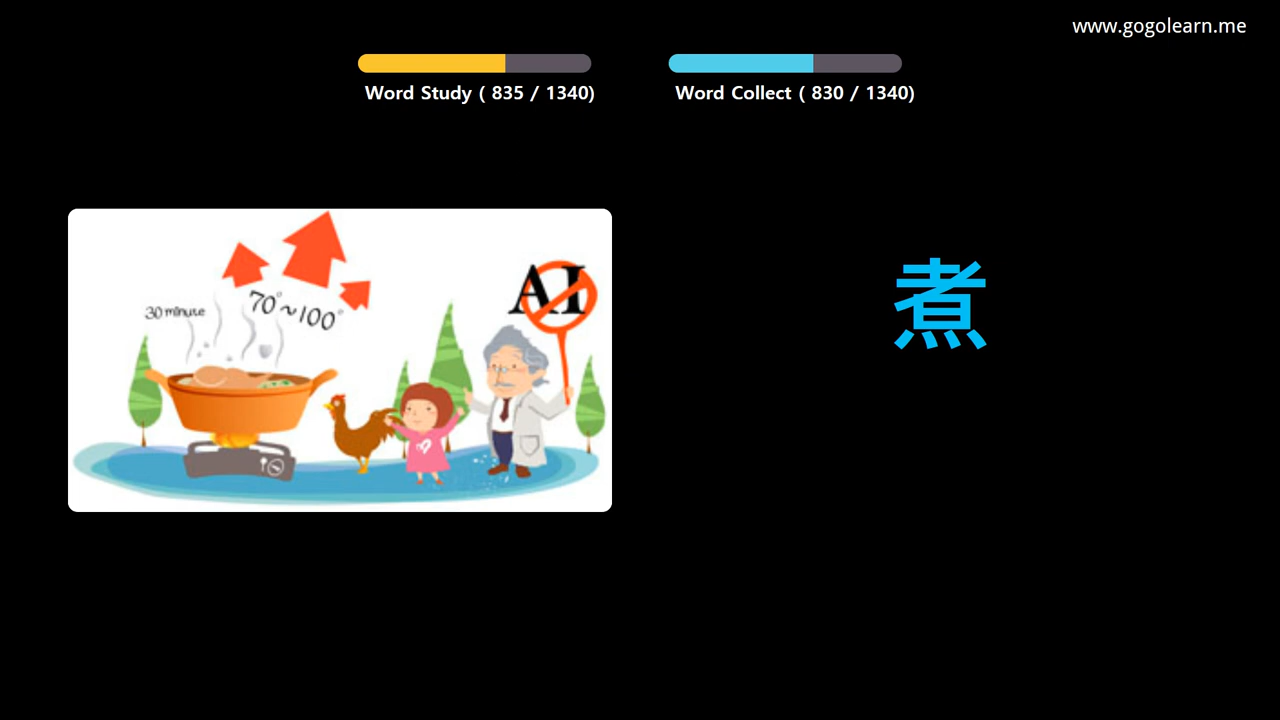 www.gogolearn.me
Word Study ( 835 / 1340)
Word Collect ( 830 / 1340)
30 minute
70°~100°
AI
煮